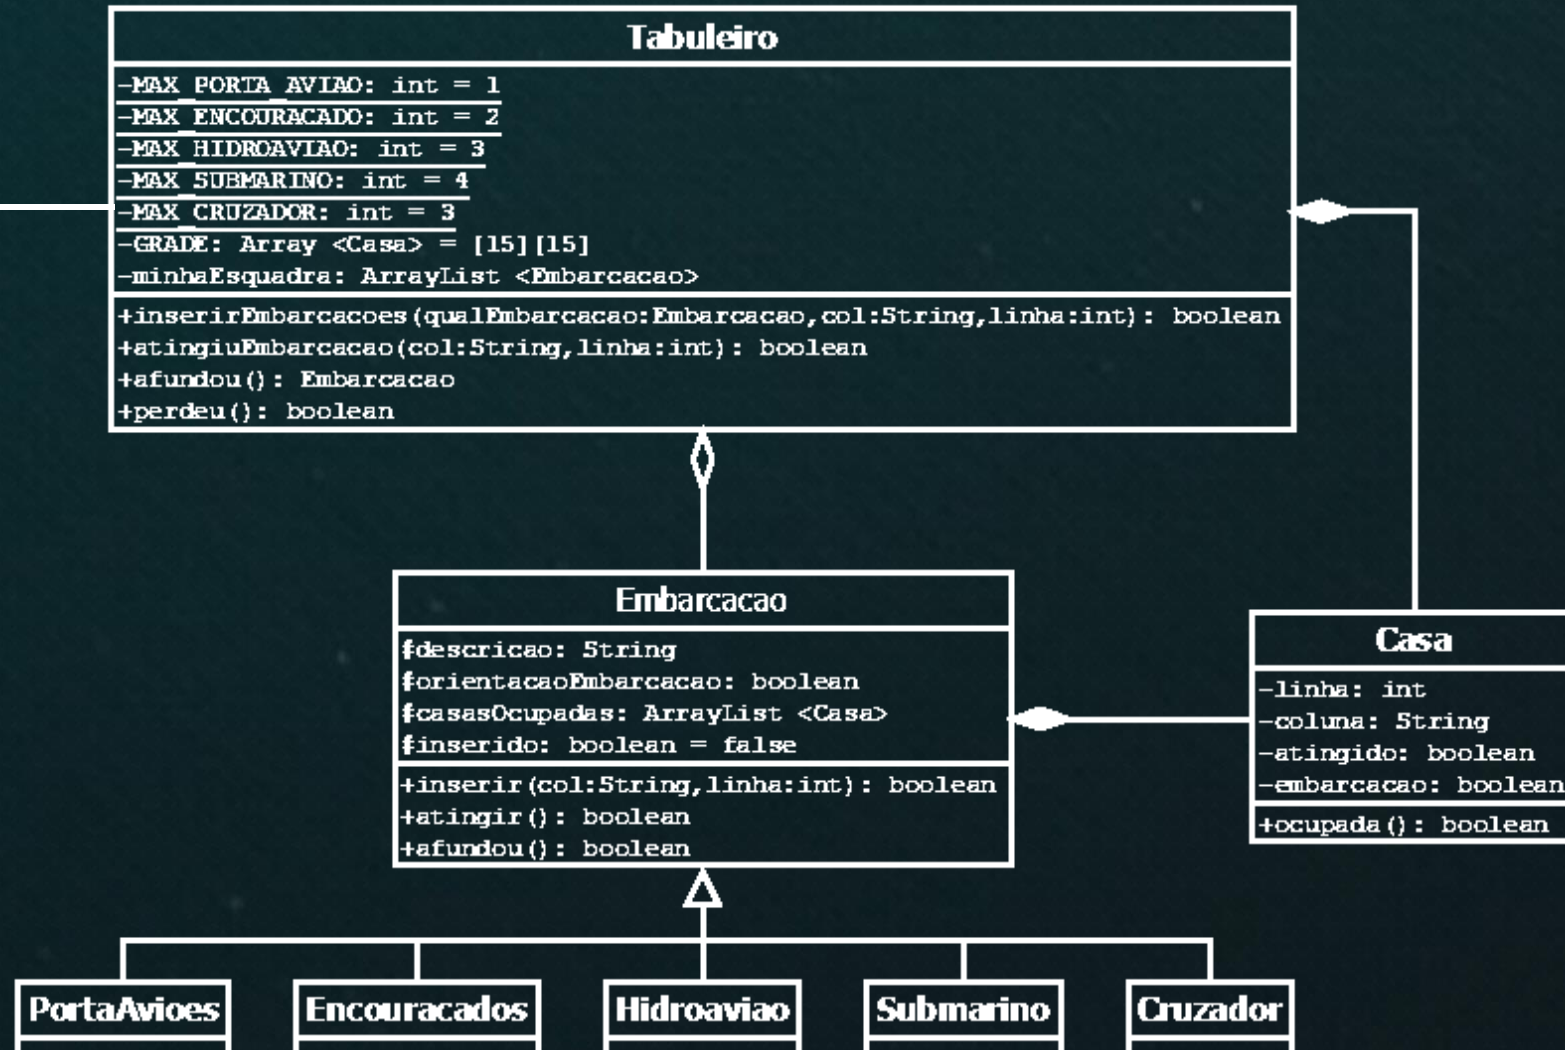 Tabuleiro
-MAX_PORTA_AVIAO: int = 1
-MAX_ENCOURACADO: int = 2
-MAX_HIDROAVIAO: int = 3
-MAX_SUBMARINO: int = 4
-MAX_CRUZADOR: int = 3
-GRADE: Array <Casa> = [15][15]
-minhaEsquadra: ArrayList <Embarcacao>
+inserirEmbarcacoes(qualEmbarcacao:Embarcacao,col:String,linha:int): boolean
+atingiuEmbarcacao(col:String,linha:int): boolean
+afundou(): Embarcacao
+perdeu(): boolean
Embarcacao
#descricao: String
#orientacaoEmbarcacao: boolean
#casasOcupadas: ArrayList <Casa>
#inserido: boolean = false
+inserir(col:String,linha:int): boolean
+atingir(): boolean
+afundou(): boolean
Casa
-linha: int
-coluna: String
-atingido: boolean
-embarcacao: boolean
+ocupada(): boolean
PortaAvioes
Encouracados
Hidroaviao
Submarino
Cruzador